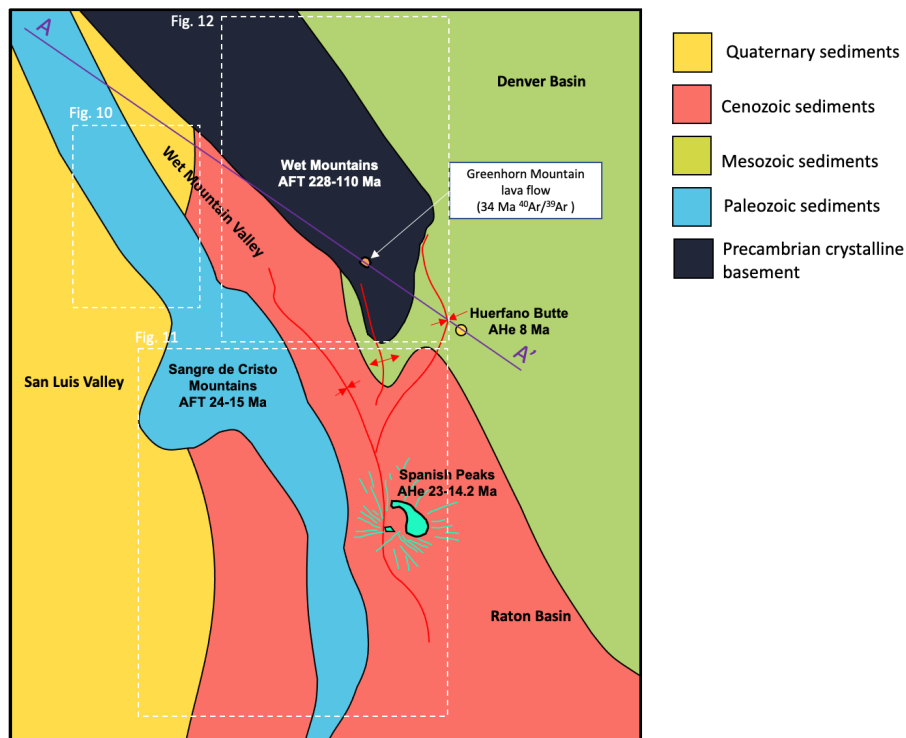 A
Fig. 12
Denver Basin
Fig. 10
Wet Mountain Valley
Wet Mountains
AFT 228-110 Ma
Greenhorn Mountain
lava flow
(34 Ma ⁴⁰Ar/³⁹Ar )
Huerfano Butte
AHe 8 Ma
A’
Fig. 11
San Luis Valley
Sangre de Cristo
Mountains
AFT 24-15 Ma
Spanish Peaks
AHe 23-14.2 Ma
Raton Basin
Quaternary sediments
Cenozoic sediments
Mesozoic sediments
Paleozoic sediments
Precambrian crystalline
basement